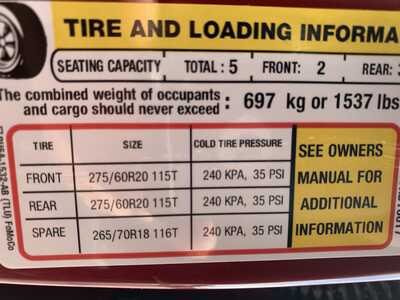 TIRE AND LOADING INFORMA
SEATING CAPACITY TOTAL : 5 FRONT: 2 REAR:
The combined weight of occupants
and cargo should never exceed : 697 kg or 1537 lbs
TIRE SIZE COLD TIRE PRESSURE
FRONT 275/60R20 115T 240 KPA, 35 PSI
REAR 275/60R20 115T 240 KPA, 35 PSI
SPARE 265/70R18 116T 240 KPA, 35 PSI
SEE OWNERS
MANUAL FOR
ADDITIONAL
INFORMATION
(TLU) FoMoCo